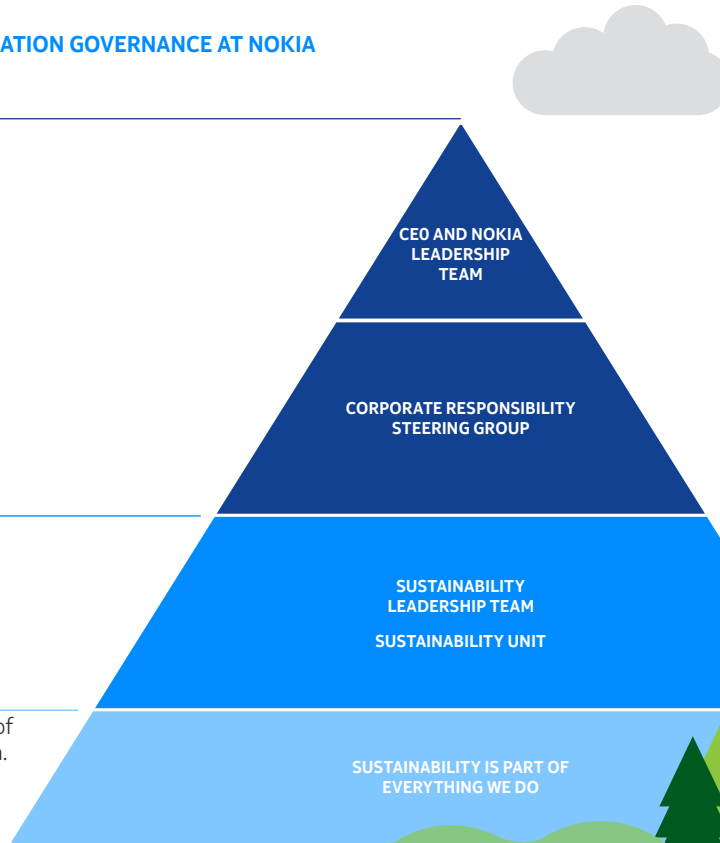 ATION GOVERNANCE AT NOKIA
CEO AND NOKIA
LEADERSHIP
TEAM
CORPORATE RESPONSIBILITY
STEERING GROUP
SUSTAINABILITY
LEADERSHIP TEAM
SUSTAINABILITY UNIT
of
.
SUSTAINABILITY IS PART OF
EVERYTHING WE DO